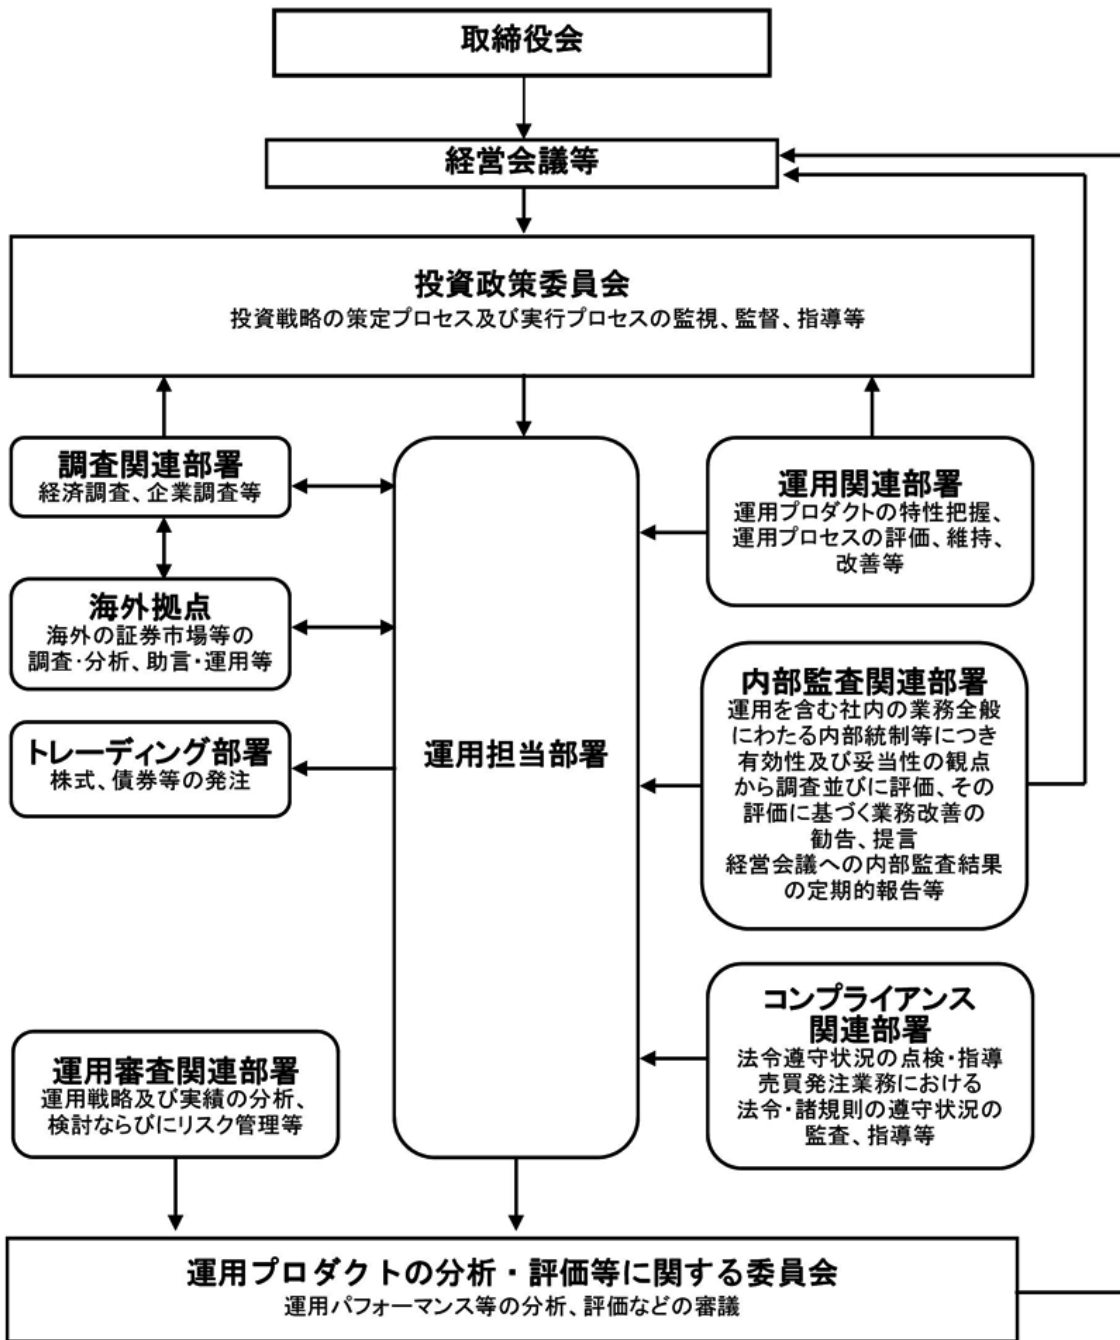 取締役会
経営会議等
投資政策委員会
投資戦略の策定プロセス及び実行プロセスの監視、監督、指導等
調査関連部署
経済調査、企業調査等
海外拠点
海外の証券市場等の
調査・分析、助言・運用等
トレーディング部署
株式、債券等の発注
運用担当部署
運用関連部署
運用プロダクトの特性把握、
運用プロセスの評価、維持、
改善等
内部監査関連部署
運用を含む社内の業務全般
にわたる内部統制等につき
有効性及び妥当性の観点
から調査並びに評価、その
評価に基づく業務改善の
勧告、提言
経営会議への内部監査結果
の定期的報告等
コンプライアンス
関連部署
法令遵守状況の点検・指導
売買発注業務における
法令・諸規則の遵守状況の
監査、指導等
運用審査関連部署
運用戦略及び実績の分析、
検討ならびにリスク管理等
運用プロダクトの分析・評価等に関する委員会
運用パフォーマンス等の分析、評価などの審議